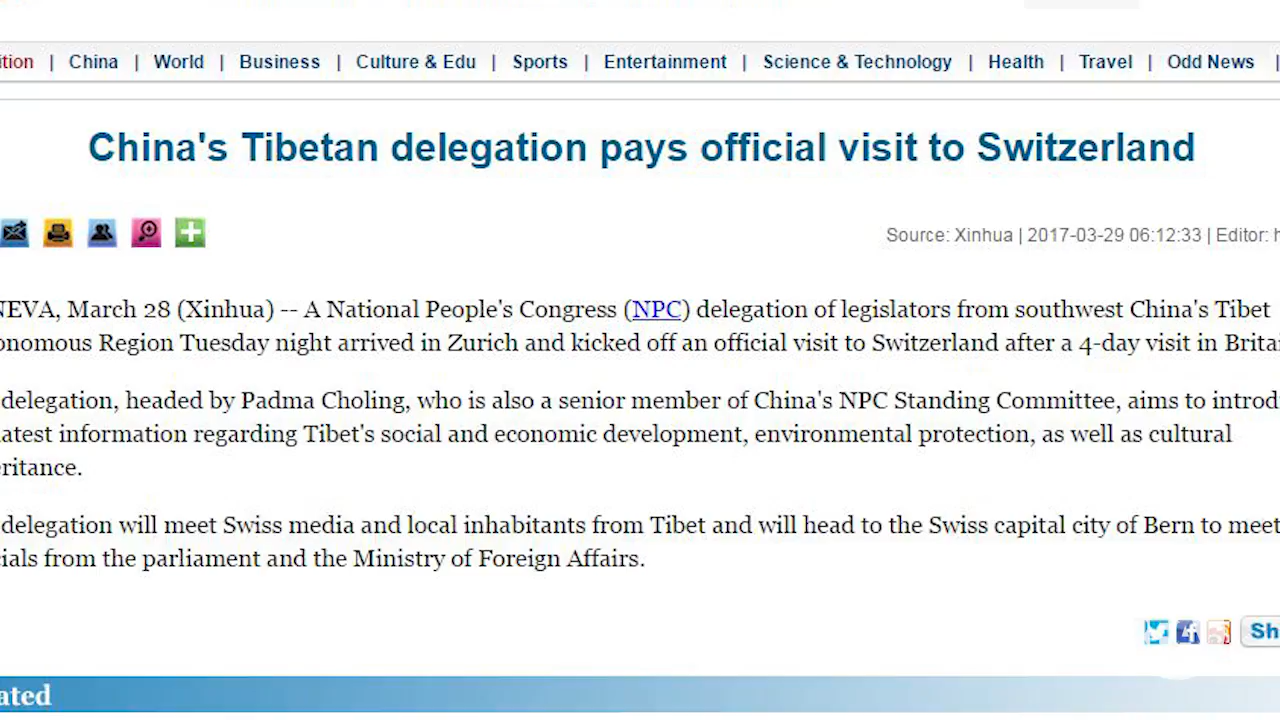 ition | China | World | Business | Culture & Edu | Sports | Entertainment | Science & Technology | Health | Travel | Odd News |
China's Tibetan delegation pays official visit to Switzerland
Source: Xinhua | 2017-03-29 06:12:33 | Editor: h
NEVA, March 28 (Xinhua) -- A National People's Congress (NPC) delegation of legislators from southwest China's Tibet
onomous Region Tuesday night arrived in Zurich and kicked off an official visit to Switzerland after a 4-day visit in Britai
delegation, headed by Padma Choling, who is also a senior member of China's NPC Standing Committee, aims to introdu
latest information regarding Tibet's social and economic development, environmental protection, as well as cultural
eritance.
delegation will meet Swiss media and local inhabitants from Tibet and will head to the Swiss capital city of Bern to meet
cials from the parliament and the Ministry of Foreign Affairs.
Sh
ated